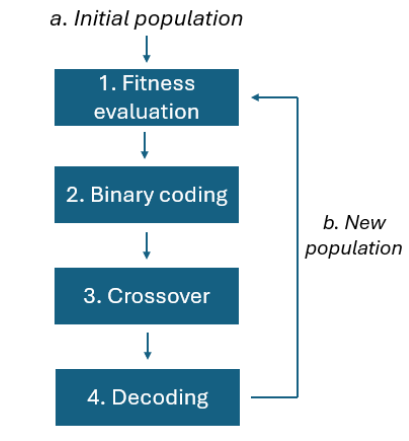 a. Initial population
1. Fitness
evaluation
2. Binary coding
b. New
population
3. Crossover
4. Decoding